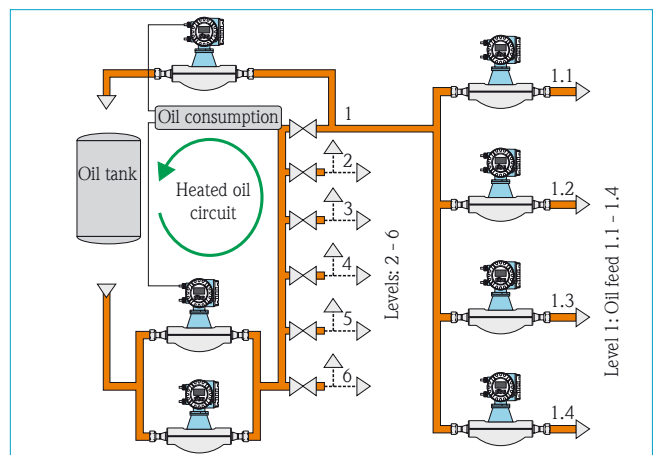 Oil consumption
1
Oil tank
Heated oil
circuit
2
3
4
5
6
Levels: 2 - 6
1.1
1.2
1.3
1.4
Level 1: Oil feed 1.1 - 1.4